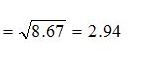 = √8.67 = 2.94